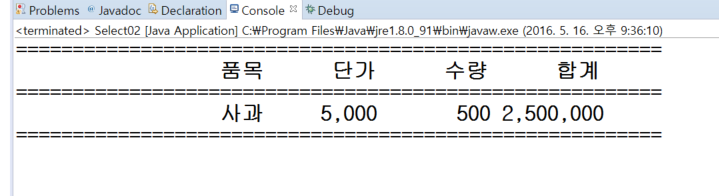 Problems @ Javadoc Declaration Console Debug
<terminated> Select02 [Java Application] C:₩Program Files₩Java₩jre1.8.0_91₩bin₩javaw.exe (2016. 5. 16. 오후 9:36:10)
==========================================================
품목 단가 수량 합계
==========================================================
사과 5,000 500 2,500,000
==========================================================